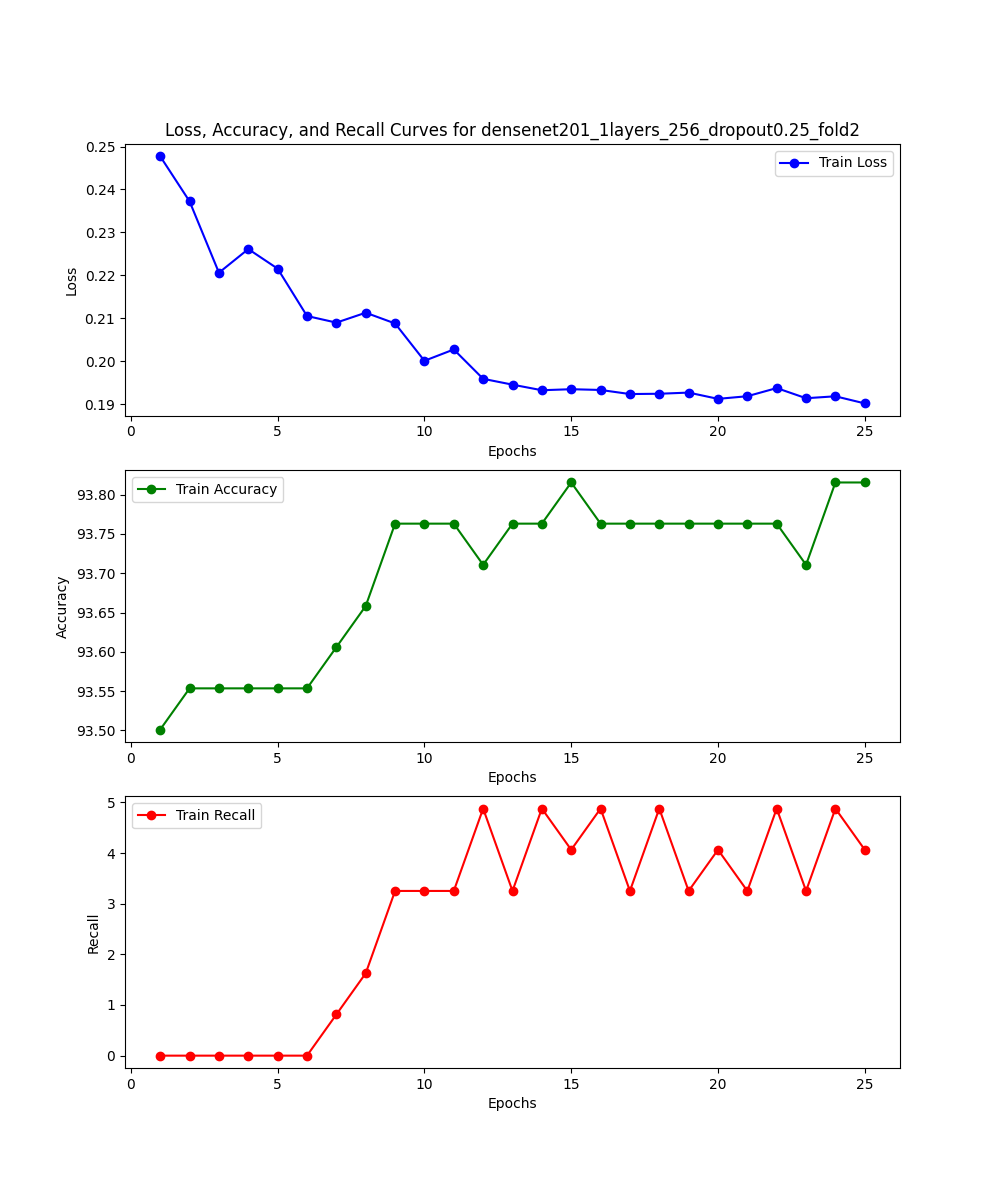 Loss, Accuracy, and Recall Curves for densenet201_1layers_256_dropout0.25_fold2
0.25
0.24
0.23
0.22
0.21
0.20
0.19
Loss
Train Loss
0 5 10 15 20 25
Epochs
93.80
93.75
93.70
93.65
93.60
93.55
93.50
Accuracy
Train Accuracy
0 5 10 15 20 25
Epochs
5
4
3
2
1
0
Recall
Train Recall
0 5 10 15 20 25
Epochs